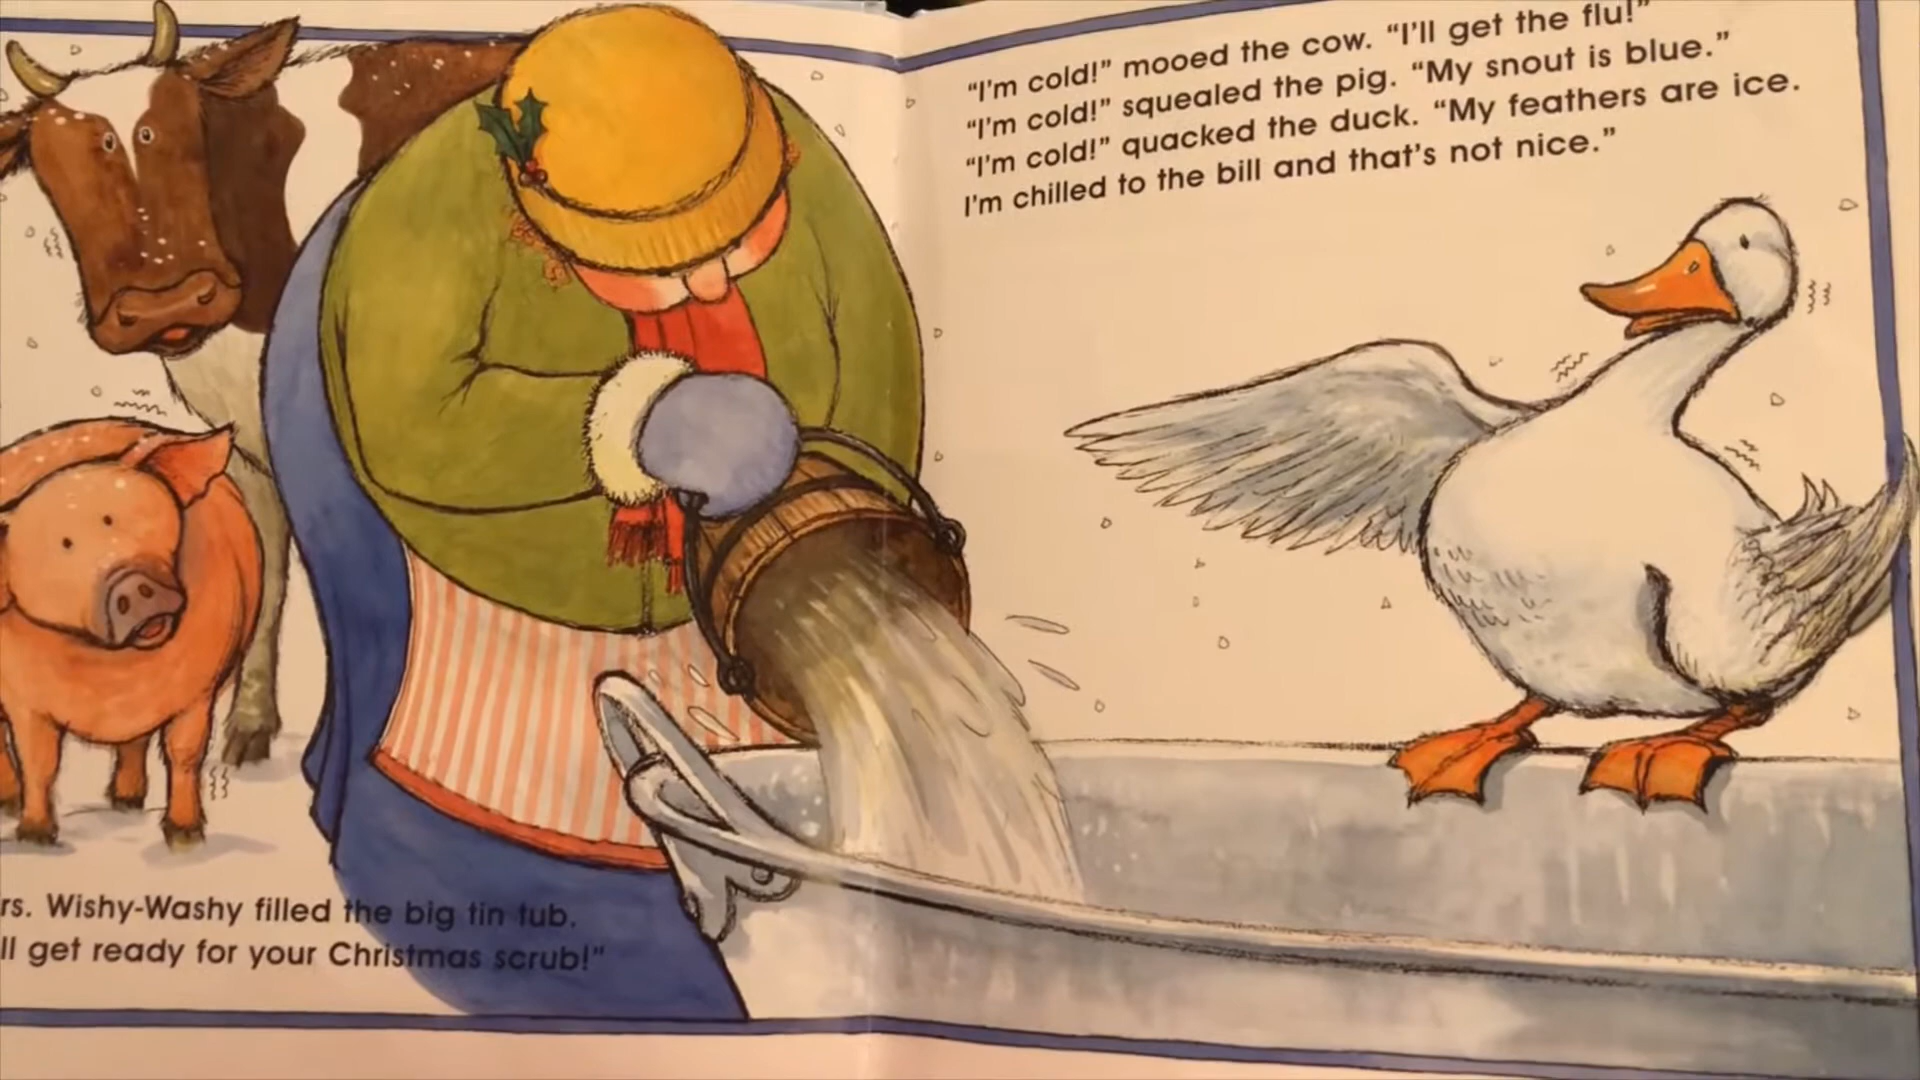 rs. Wishy-Washy filled the big tin tub.
ll get ready for your Christmas scrub!"
"I'm cold!" mooed the cow. "I'll get the flu!"
"I'm cold!" squealed the pig. "My snout is blue."
"I'm cold!" quacked the duck. "My feathers are ice.
I'm chilled to the bill and that's not nice."